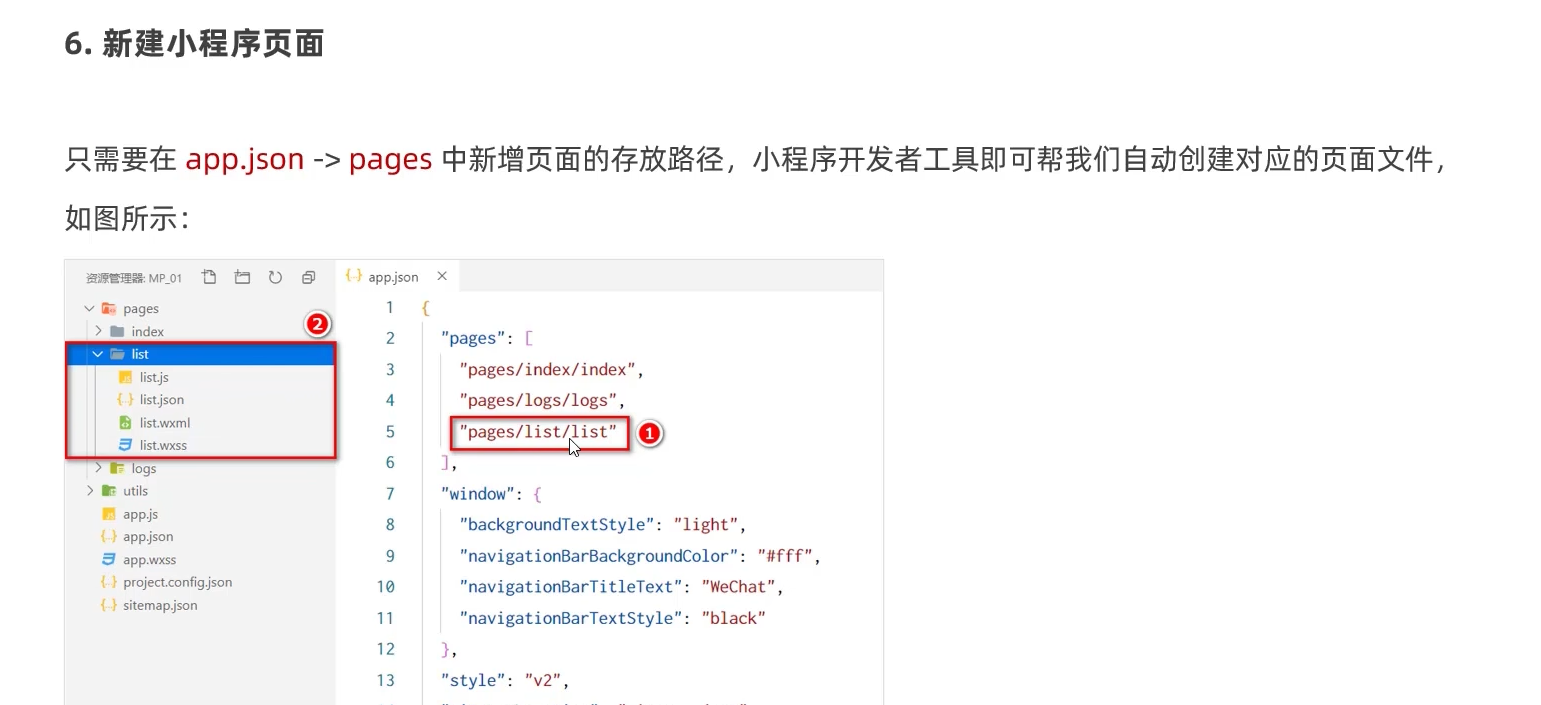 6. 新建小程序页面
只需要在 app.json -> pages 中新增页面的存放路径，小程序开发者工具即可帮我们自动创建对应的页面文件，
如图所示：
资源管理器: MP_01
pages
index
2
list
list.js
list.json
list.wxml
list.wxss
logs
utils
app.js
app.json
app.wxss
project.config.json
sitemap.json
app.json
1 {
2 "pages": [
3 "pages/index/index",
4 "pages/logs/logs",
5 "pages/list/list" 1
6 ],
7 "window": {
8 "backgroundTextStyle": "light",
9 "navigationBarBackgroundColor": "#fff",
10 "navigationBarTitleText": "WeChat",
11 "navigationBarTextStyle": "black"
12 },
13 "style": "v2",